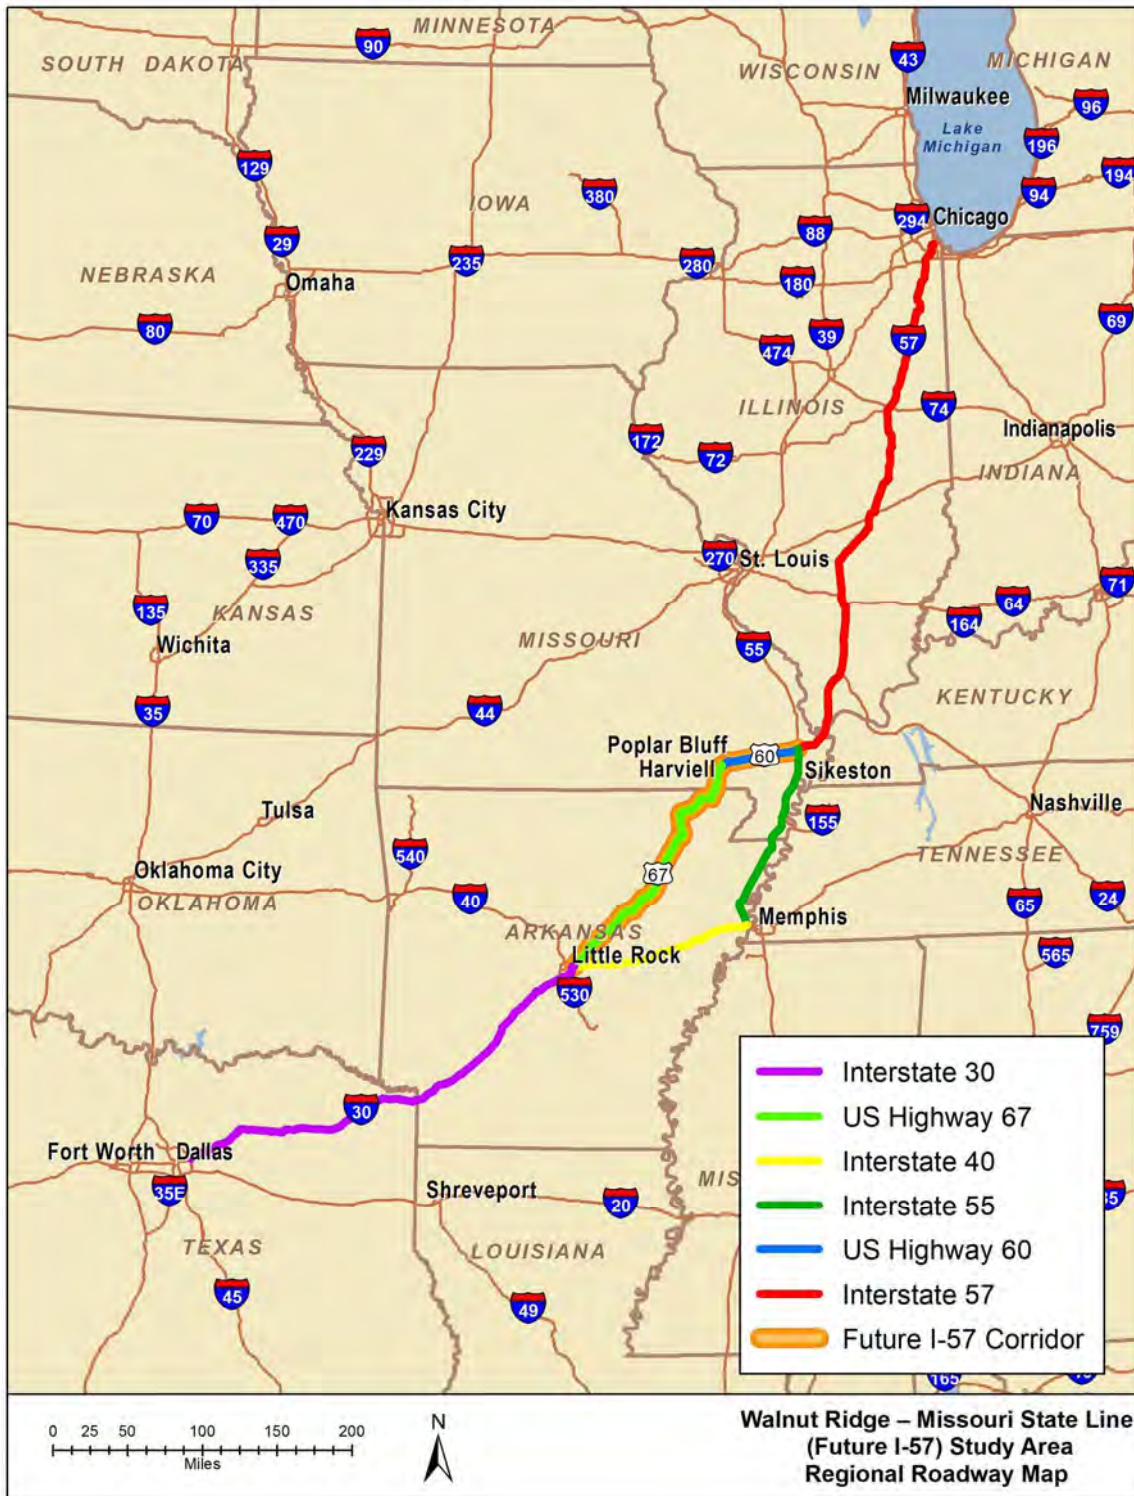 MINNESOTA
90
SOUTH DAKOTA
WISCONSIN
43
MICHIGAN
Milwaukee
96
Lake
Michigan
196
129
194
380
94
IOWA
294
Chicago
88
29
235
280
NEBRASKA
Omaha
180
80
69
39
57
474
ILLINOIS
74
172
Indianapolis
229
72
INDIANA
Kansas City
70
470
270
St. Louis
335
71
135
KANSAS
64
164
MISSOURI
Wichita
55
KENTUCKY
35
44
Poplar Bluff
60
Harviell
Sikeston
Tulsa
Nashville
155
540
TENNESSEE
Oklahoma City
67
40
65
24
OKLAHOMA
Memphis
ARKANSAS
Little Rock
565
530
759
Interstate 30
30
US Highway 67
Fort Worth
Dallas
Interstate 40
MIS
35E
Shreveport
20
Interstate 55
TEXAS
LOUISIANA
US Highway 60
45
49
Interstate 57
Future I-57 Corridor
165
0 25 50 100 150 200
Miles
N
Walnut Ridge – Missouri State Line
(Future I-57) Study Area
Regional Roadway Map